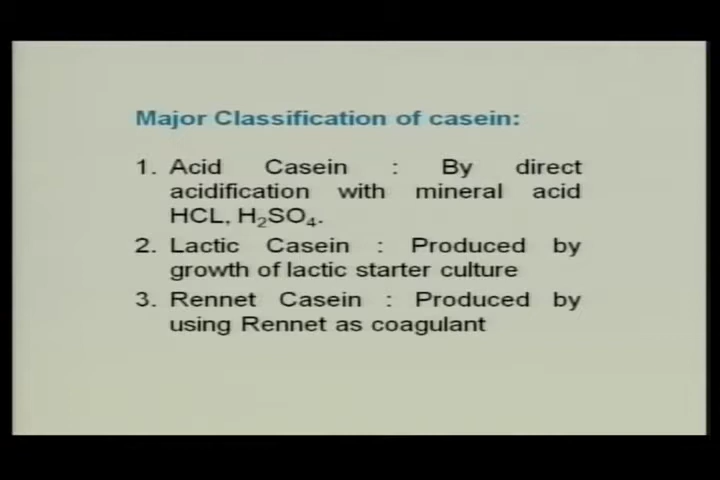 Major Classification of casein:
1. Acid Casein : By direct
acidification with mineral acid
HCL, H₂SO₄.
2. Lactic Casein : Produced by
growth of lactic starter culture
3. Rennet Casein : Produced by
using Rennet as coagulant